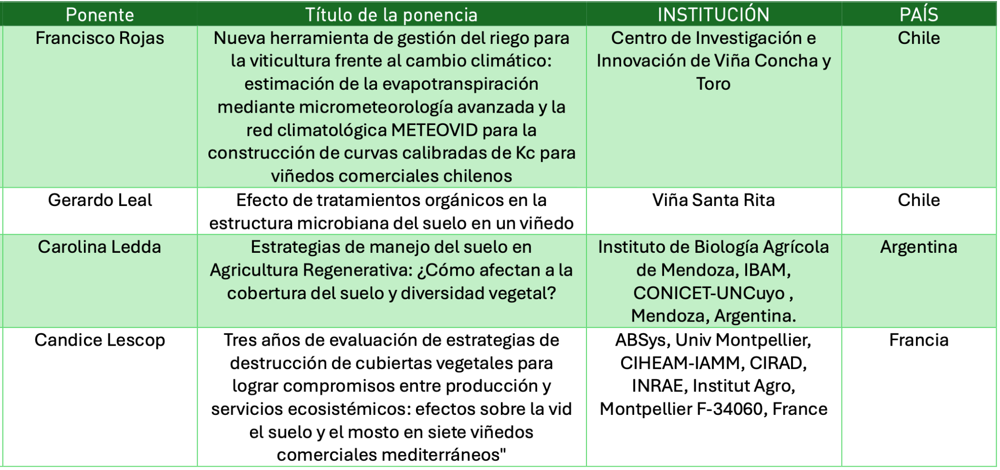 Ponente
Título de la ponencia
INSTITUCIÓN
PAÍS
Francisco Rojas
Nueva herramienta de gestión del riego para
la viticultura frente al cambio climático:
estimación de la evapotranspiración
mediante micrometeorología avanzada y la
red climatológica METEOVID para la
construcción de curvas calibradas de Kc para
viñedos comerciales chilenos
Centro de Investigación e
Innovación de Viña Concha y
Toro
Chile
Gerardo Leal
Efecto de tratamientos orgánicos en la
estructura microbiana del suelo en un viñedo
Viña Santa Rita
Chile
Carolina Ledda
Estrategias de manejo del suelo en
Agricultura Regenerativa: ¿Cómo afectan a la
cobertura del suelo y diversidad vegetal?
Instituto de Biología Agrícola
de Mendoza, IBAM,
CONICET-UNCuyo ,
Mendoza, Argentina.
Argentina
Candice Lescop
Tres años de evaluación de estrategias de
destrucción de cubiertas vegetales para
lograr compromisos entre producción y
servicios ecosistémicos: efectos sobre la vid
el suelo y el mosto en siete viñedos
comerciales mediterráneos"
ABSys, Univ Montpellier,
CIHEAM-IAMM, CIRAD,
INRAE, Institut Agro,
Montpellier F-34060, France
Francia